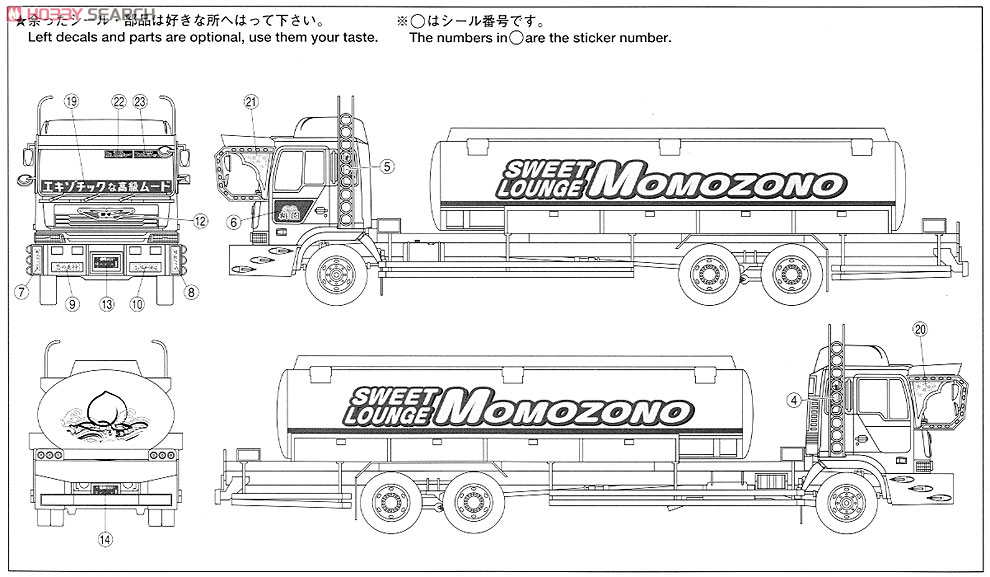 HOBBY SEARCH
★余ったシール・部品は好きな所へはって下さい。
Left decals and parts are optional, use them your taste.
※○はシール番号です。
The numbers in ○ are the sticker number.
19
22
23
エキゾチックな高級ムード
12
7
9
13
10
8
21
5
6
SWEET
LOUNGE
MOMOZONO
14
SWEET
LOUNGE
MOMOZONO
20
4